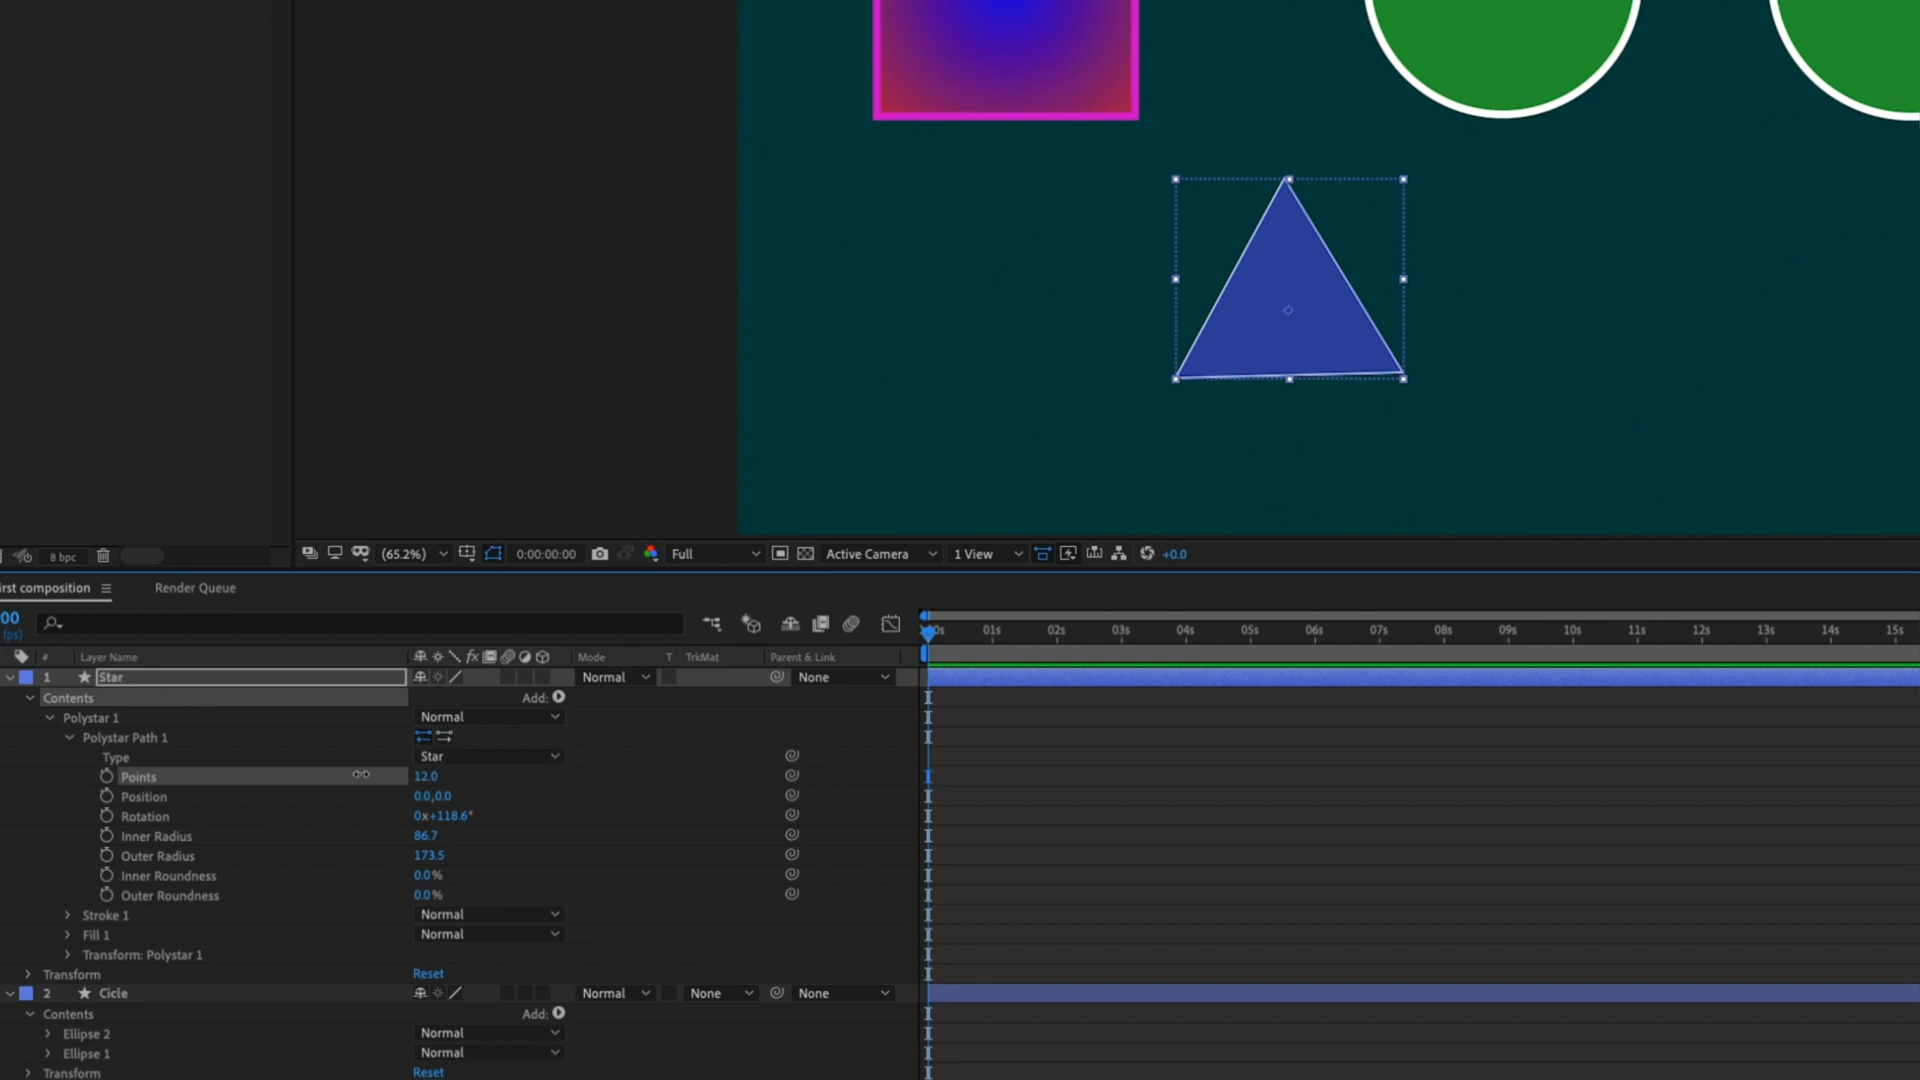 8 bpc
(65.2%)
0:00:00:00
Full
Active Camera
1 View
+0.0
irst composition
Render Queue
00
fps)
00s 01s 02s 03s 04s 05s 06s 07s 08s 09s 10s 11s 12s 13s 14s 15s
# Layer Name Mode T TrkMat Parent & Link
1 Star Normal None
Contents Add:
Polystar 1 Normal
Polystar Path 1
Type Star
Points 12.0
Position 0.0,0.0
Rotation 0x+118.6°
Inner Radius 86.7
Outer Radius 173.5
Inner Roundness 0.0%
Outer Roundness 0.0%
Stroke 1 Normal
Fill 1 Normal
Transform: Polystar 1
Transform Reset
2 Cicle Normal None None
Contents Add:
Ellipse 2 Normal
Ellipse 1 Normal
Transform Reset